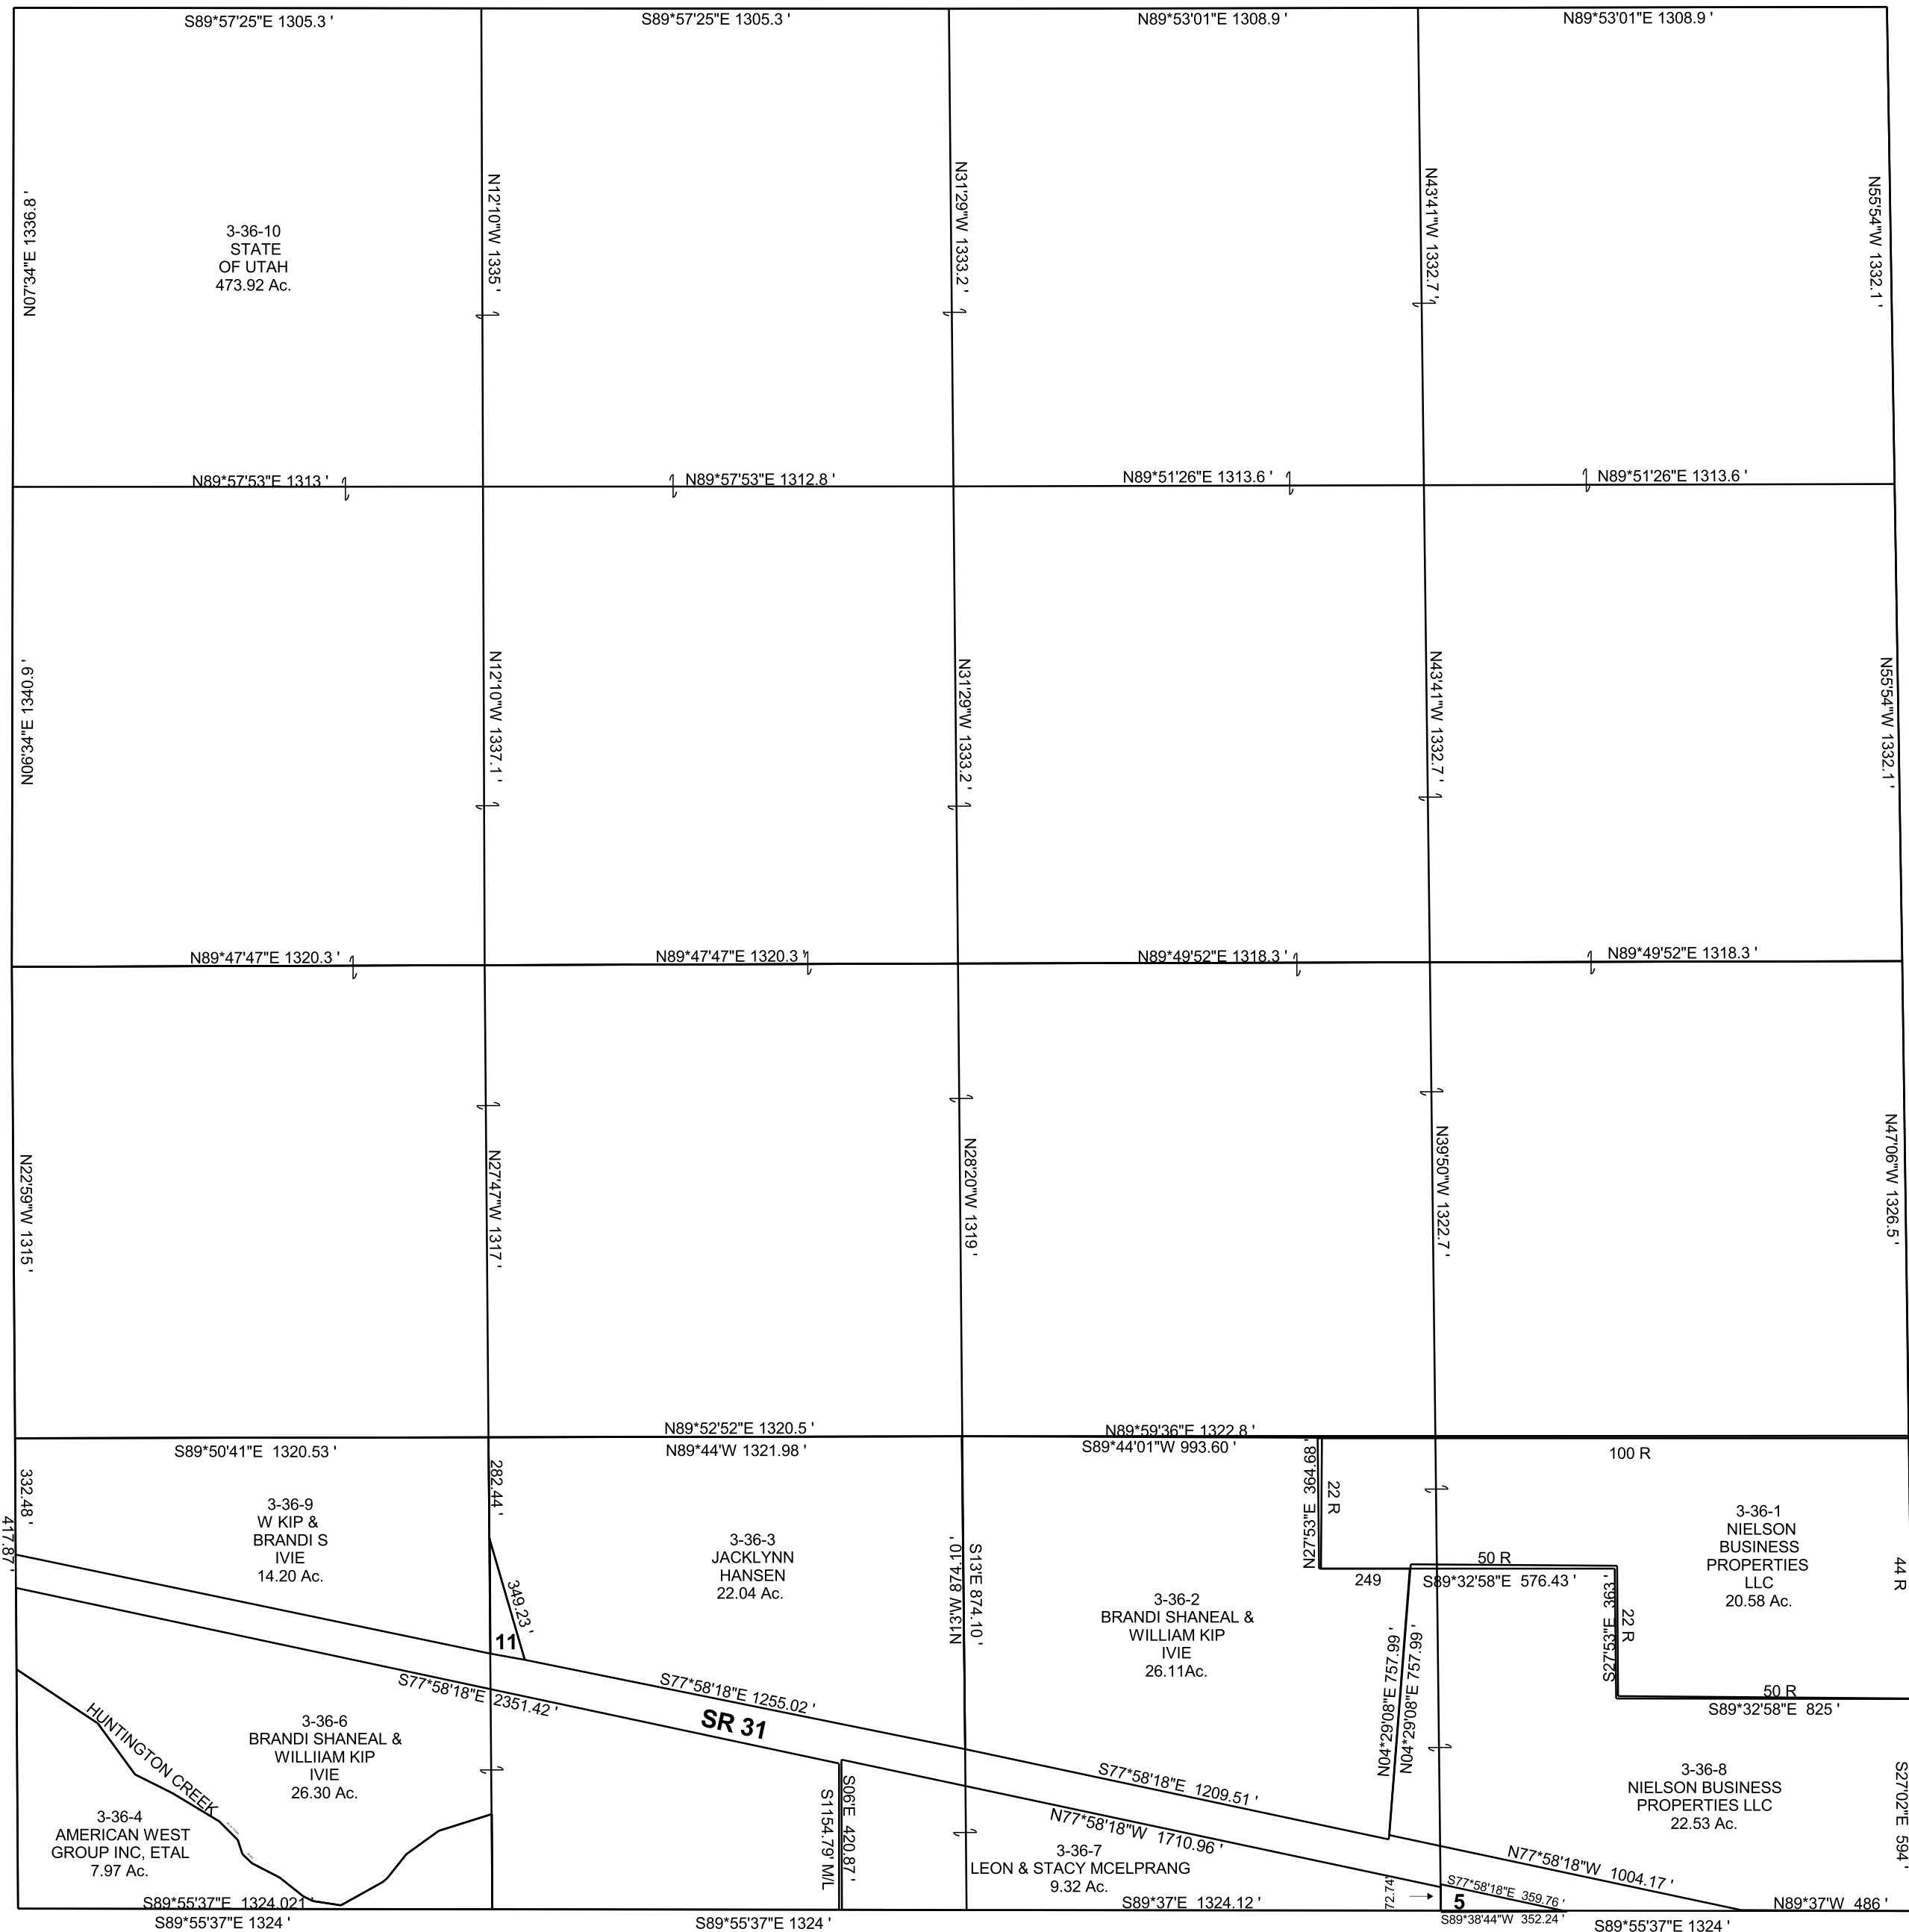 S89*57'25"E 1305.3 '
S89*57'25"E 1305.3 '
N89*53'01"E 1308.9 '
N89*53'01"E 1308.9 '
N07'34"E 1336.8 '
N12'10"W 1335 '
N31'29"W 1333.2 '
N43'41"W 1332.7 '
N55'54"W 1332.1 '
3-36-10
STATE
OF UTAH
473.92 Ac.
N89*57'53"E 1313 '
N89*57'53"E 1312.8 '
N89*51'26"E 1313.6 '
N89*51'26"E 1313.6 '
N06'34"E 1340.9 '
N12'10"W 1337.1 '
N31'29"W 1333.2 '
N43'41"W 1332.7 '
N55'54"W 1332.1 '
N89*47'47"E 1320.3 '
N89*47'47"E 1320.3 '
N89*49'52"E 1318.3 '
N89*49'52"E 1318.3 '
N22'59"W 1315 '
N27'47"W 1317 '
N28'20"W 1319 '
N39'50"W 1322.7 '
N47'06"W 1326.5 '
N89*52'52"E 1320.5 '
N89*59'36"E 1322.8 '
S89*50'41"E 1320.53 '
N89*44'W 1321.98 '
S89*44'01"W 993.60 '
100 R
332.48 '
417.87 '
282.44 '
3-36-9
W KIP &
BRANDI S
IVIE
14.20 Ac.
349.23 '
11
3-36-3
JACKLYNN
HANSEN
22.04 Ac.
N13'W 874.10 '
S13'E 874.10 '
3-36-2
BRANDI SHANEAL &
WILLIAM KIP
IVIE
26.11Ac.
N27'53"E 364.68 '
22 R
249
50 R
S89*32'58"E 576.43 '
3-36-1
NIELSON
BUSINESS
PROPERTIES
LLC
20.58 Ac.
44 R
S27'53"E 363 '
22 R
50 R
S89*32'58"E 825 '
N04*29'08"E 757.99 '
N04*29'08"E 757.99 '
S77*58'18"E 2351.42 '
S77*58'18"E 1255.02 '
SR 31
S77*58'18"E 1209.51 '
N77*58'18"W 1710.96 '
N77*58'18"W 1004.17 '
HUNTINGTON CREEK
3-36-6
BRANDI SHANEAL &
WILLIIAM KIP
IVIE
26.30 Ac.
3-36-4
AMERICAN WEST
GROUP INC, ETAL
7.97 Ac.
S1154.79' M/L
S06'E 420.87 '
3-36-7
LEON & STACY MCELPRANG
9.32 Ac.
3-36-8
NIELSON BUSINESS
PROPERTIES LLC
22.53 Ac.
S27'02"E 594 '
72.74'
S77*58'18"E 359.76 '
5
S89*38'44"W 352.24 '
S89*55'37"E 1324.021 '
S89*37'E 1324.12 '
N89*37'W 486 '
S89*55'37"E 1324 '
S89*55'37"E 1324 '
S89*55'37"E 1324 '